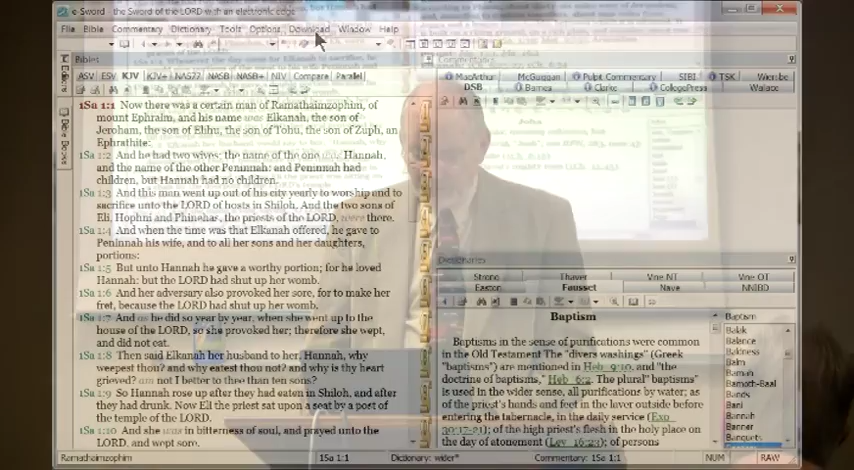 e-Sword - the Sword of the LORD with an electronic edge
File Bible Commentary Dictionary Tools Options Download Window Help
Bibles
ASV ESV KJV KJV+ NAS77 NASB NASB+ NIV Compare Parallel
1Sa 1:1 Now there was a certain man of Ramathaimzophim, of
mount Ephraim, and his name was Elkanah, the son of
Jeroham, the son of Elihu, the son of Tohu, the son of Zuph, an
Ephrathite:
1Sa 1:2 And he had two wives; the name of the one was Hannah,
and the name of the other Peninnah: and Peninnah had
children, but Hannah had no children.
1Sa 1:3 And this man went up out of his city yearly to worship and to
sacrifice unto the LORD of hosts in Shiloh. And the two sons of
Eli, Hophni and Phinehas, the priests of the LORD, were there.
1Sa 1:4 And when the time was that Elkanah offered, he gave to
Peninnah his wife, and to all her sons and her daughters,
portions:
1Sa 1:5 But unto Hannah he gave a worthy portion; for he loved
Hannah: but the LORD had shut up her womb.
1Sa 1:6 And her adversary also provoked her sore, for to make her
fret, because the LORD had shut up her womb.
1Sa 1:7 And as he did so year by year, when she went up to the
house of the LORD, so she provoked her; therefore she wept,
and did not eat.
1Sa 1:8 Then said Elkanah her husband to her, Hannah, why
weepest thou? and why eatest thou not? and why is thy heart
grieved? am not I better to thee than ten sons?
1Sa 1:9 So Hannah rose up after they had eaten in Shiloh, and after
they had drunk. Now Eli the priest sat upon a seat by a post of
the temple of the LORD.
1Sa 1:10 And she was in bitterness of soul, and prayed unto the
LORD, and wept sore.
Bible Books
MacArthur McGuiggan Pulpit Commentary SIBI TSK
DSB Barnes Clarke CollegePress Wallace
John
Dictionaries
Strong Thayer Vine NT Vine OT
Easton Fausset Nave NNIBD
Baptism
Baptisms in the sense of purifications were common
in the Old Testament The "divers washings" (Greek
"baptisms") are mentioned in Heb_9:10, and "the
doctrine of baptisms," Heb_6:2. The plural "baptisms"
is used in the wider sense, all purifications by water; as
of the priest's hands and feet in the laver outside before
entering the tabernacle, in the daily service (Exo_
30:17-21); of the high priest's flesh in the holy place on
the day of atonement (Lev_16:23); of persons
Baptism
Balak
Balance
Baldness
Balm
Bamah
Bamoth-Baal
Bands
Bani
Banner
Banquets
Ramathaimzophim 1Sa 1:1 Dictionary: wider* Commentary: 1Sa 1:1 NUM RAW